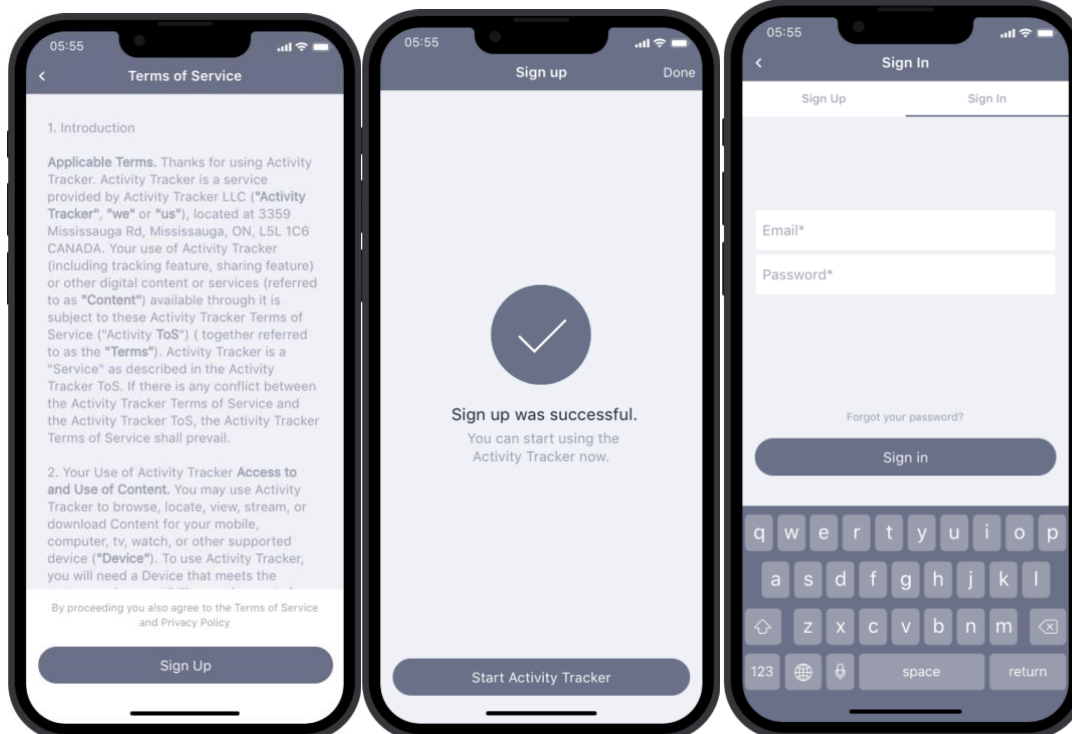 05:55
Terms of Service
1. Introduction
Applicable Terms. Thanks for using Activity
Tracker. Activity Tracker is a service
provided by Activity Tracker LLC ("Activity
Tracker", "we" or "us"), located at 3359
Mississauga Rd, Mississauga, ON, L5L 1C6
CANADA. Your use of Activity Tracker
(including tracking feature, sharing feature)
or other digital content or services (referred
to as "Content") available through it is
subject to these Activity Tracker Terms of
Service ("Activity ToS") ( together referred
to as the "Terms"). Activity Tracker is a
"Service" as described in the Activity
Tracker ToS. If there is any conflict between
the Activity Tracker Terms of Service and
the Activity Tracker ToS, the Activity Tracker
Terms of Service shall prevail.
2. Your Use of Activity Tracker Access to
and Use of Content. You may use Activity
Tracker to browse, locate, view, stream, or
download Content for your mobile,
computer, tv, watch, or other supported
device ("Device"). To use Activity Tracker,
you will need a Device that meets the
By proceeding you also agree to the Terms of Service
and Privacy Policy
Sign Up
05:55
Sign up
Done
Sign up was successful.
You can start using the
Activity Tracker now.
Start Activity Tracker
05:55
Sign In
Sign Up
Sign In
Email*
Password*
Forgot your password?
Sign in
q w e r t y u i o p
a s d f g h j k l
z x c v b n m
123 space return